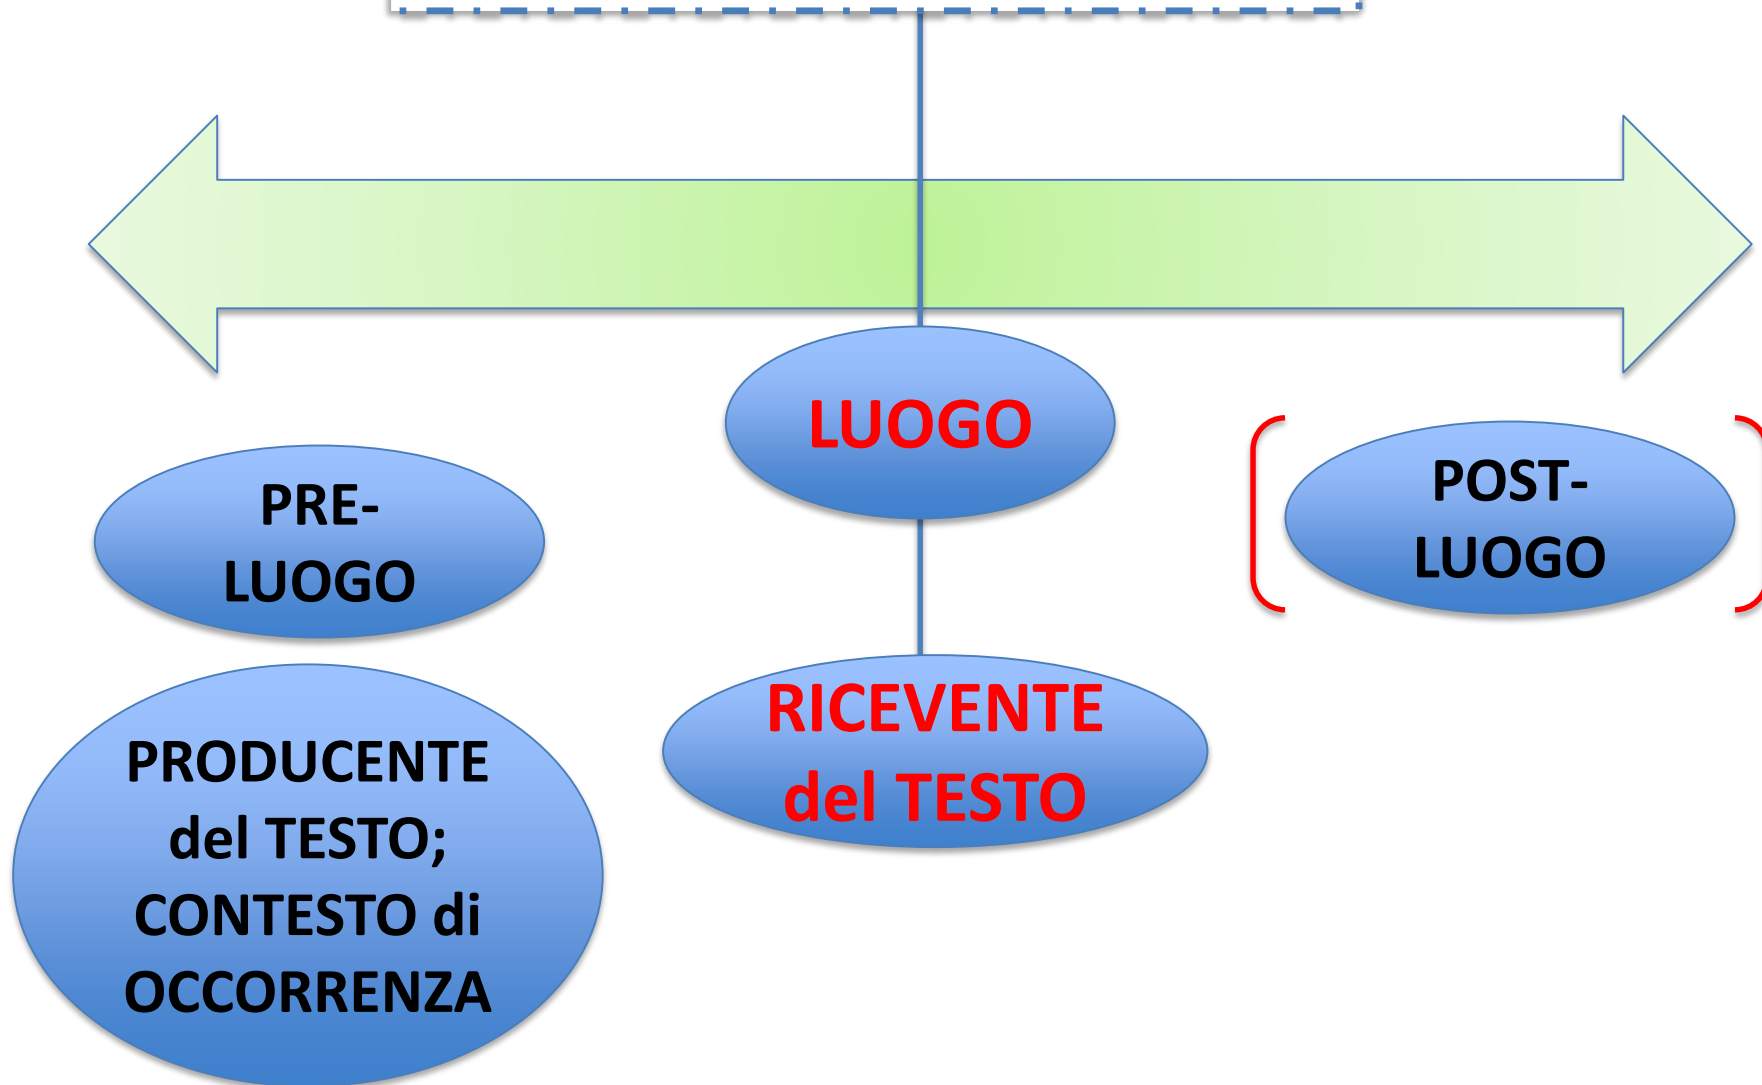 LUOGO
PRE-
LUOGO
POST-
LUOGO
RICEVENTE
del TESTO
PRODUCENTE
del TESTO;
CONTESTO di
OCCORRENZA